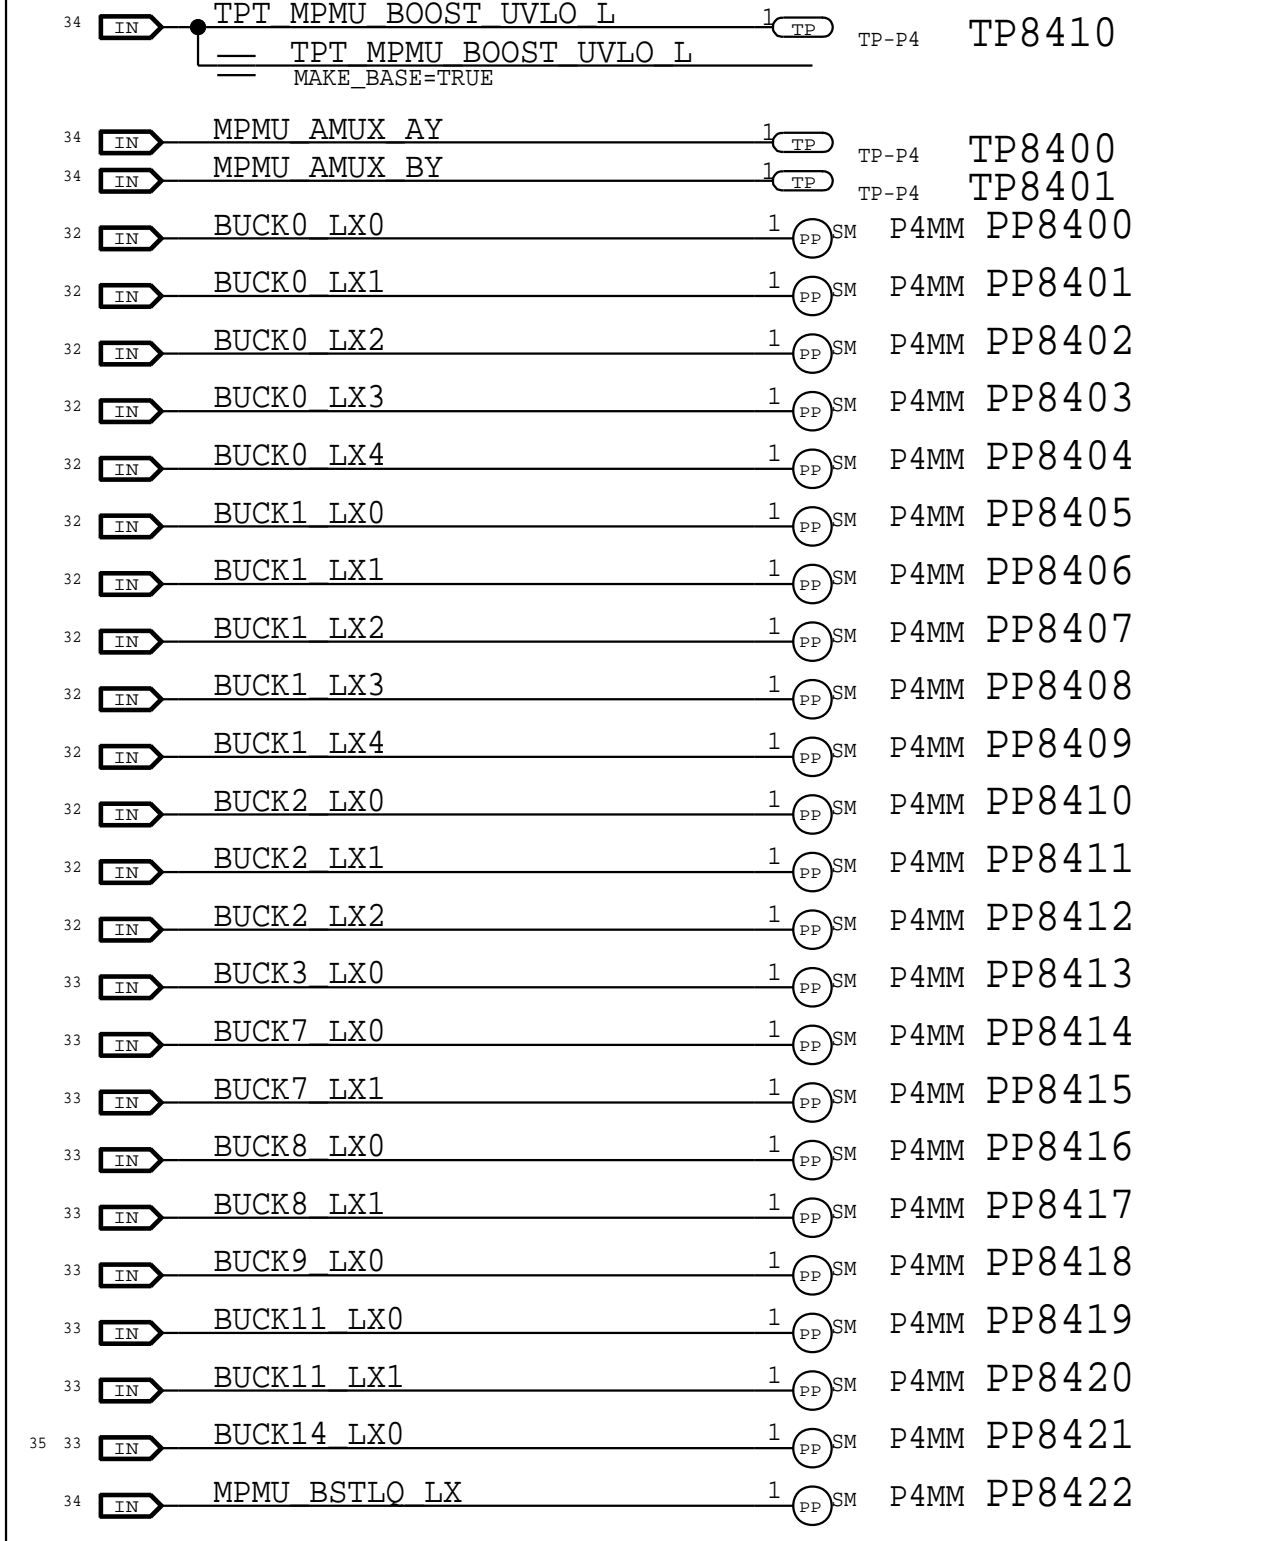 34 IN TPT_MPMU_BOOST_UVLO_L 1 TP TP-P4 TP8410
TPT_MPMU_BOOST_UVLO_L
MAKE_BASE=TRUE
34 IN MPMU_AMUX_AY 1 TP TP-P4 TP8400
34 IN MPMU_AMUX_BY 1 TP TP-P4 TP8401
32 IN BUCK0_LX0 1 PP SM P4MM PP8400
32 IN BUCK0_LX1 1 PP SM P4MM PP8401
32 IN BUCK0_LX2 1 PP SM P4MM PP8402
32 IN BUCK0_LX3 1 PP SM P4MM PP8403
32 IN BUCK0_LX4 1 PP SM P4MM PP8404
32 IN BUCK1_LX0 1 PP SM P4MM PP8405
32 IN BUCK1_LX1 1 PP SM P4MM PP8406
32 IN BUCK1_LX2 1 PP SM P4MM PP8407
32 IN BUCK1_LX3 1 PP SM P4MM PP8408
32 IN BUCK1_LX4 1 PP SM P4MM PP8409
32 IN BUCK2_LX0 1 PP SM P4MM PP8410
32 IN BUCK2_LX1 1 PP SM P4MM PP8411
32 IN BUCK2_LX2 1 PP SM P4MM PP8412
33 IN BUCK3_LX0 1 PP SM P4MM PP8413
33 IN BUCK7_LX0 1 PP SM P4MM PP8414
33 IN BUCK7_LX1 1 PP SM P4MM PP8415
33 IN BUCK8_LX0 1 PP SM P4MM PP8416
33 IN BUCK8_LX1 1 PP SM P4MM PP8417
33 IN BUCK9_LX0 1 PP SM P4MM PP8418
33 IN BUCK11_LX0 1 PP SM P4MM PP8419
33 IN BUCK11_LX1 1 PP SM P4MM PP8420
35 33 IN BUCK14_LX0 1 PP SM P4MM PP8421
34 IN MPMU_BSTLQ_LX 1 PP SM P4MM PP8422